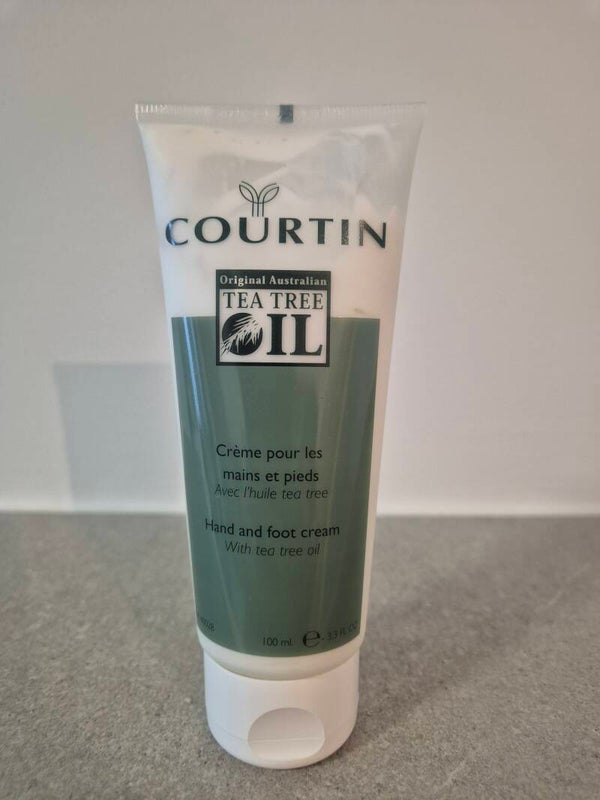 COURTIN
Original Australian
TEA TREE
OIL
Crème pour les
mains et pieds
Avec l'huile tea tree
Hand and foot cream
With tea tree oil
100 ml. e - 3.3 FL OZ